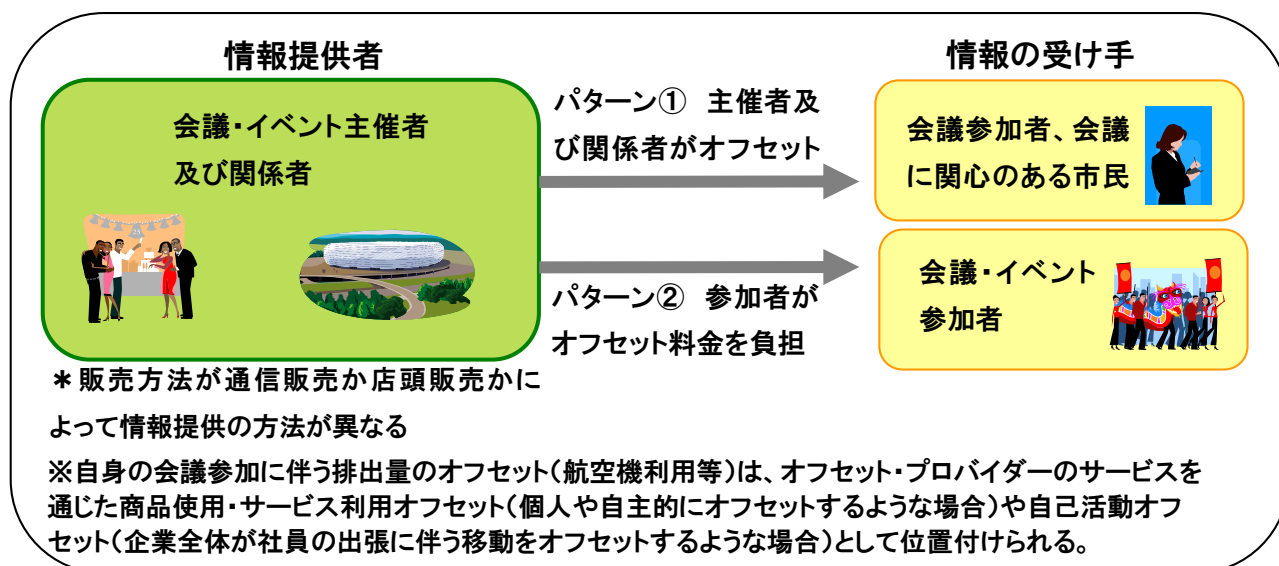 情報提供者
会議・イベント主催者
及び関係者
パターン① 主催者及
び関係者がオフセット
パターン② 参加者が
オフセット料金を負担
情報の受け手
会議参加者、会議
に関心のある市民
会議・イベント
参加者
＊販売方法が通信販売か店頭販売かに
よって情報提供の方法が異なる
※自身の会議参加に伴う排出量のオフセット（航空機利用等）は、オフセット・プロバイダーのサービスを
通じた商品使用・サービス利用オフセット（個人や自主的にオフセットするような場合）や自己活動オフ
セット（企業全体が社員の出張に伴う移動をオフセットするような場合）として位置付けられる。
25